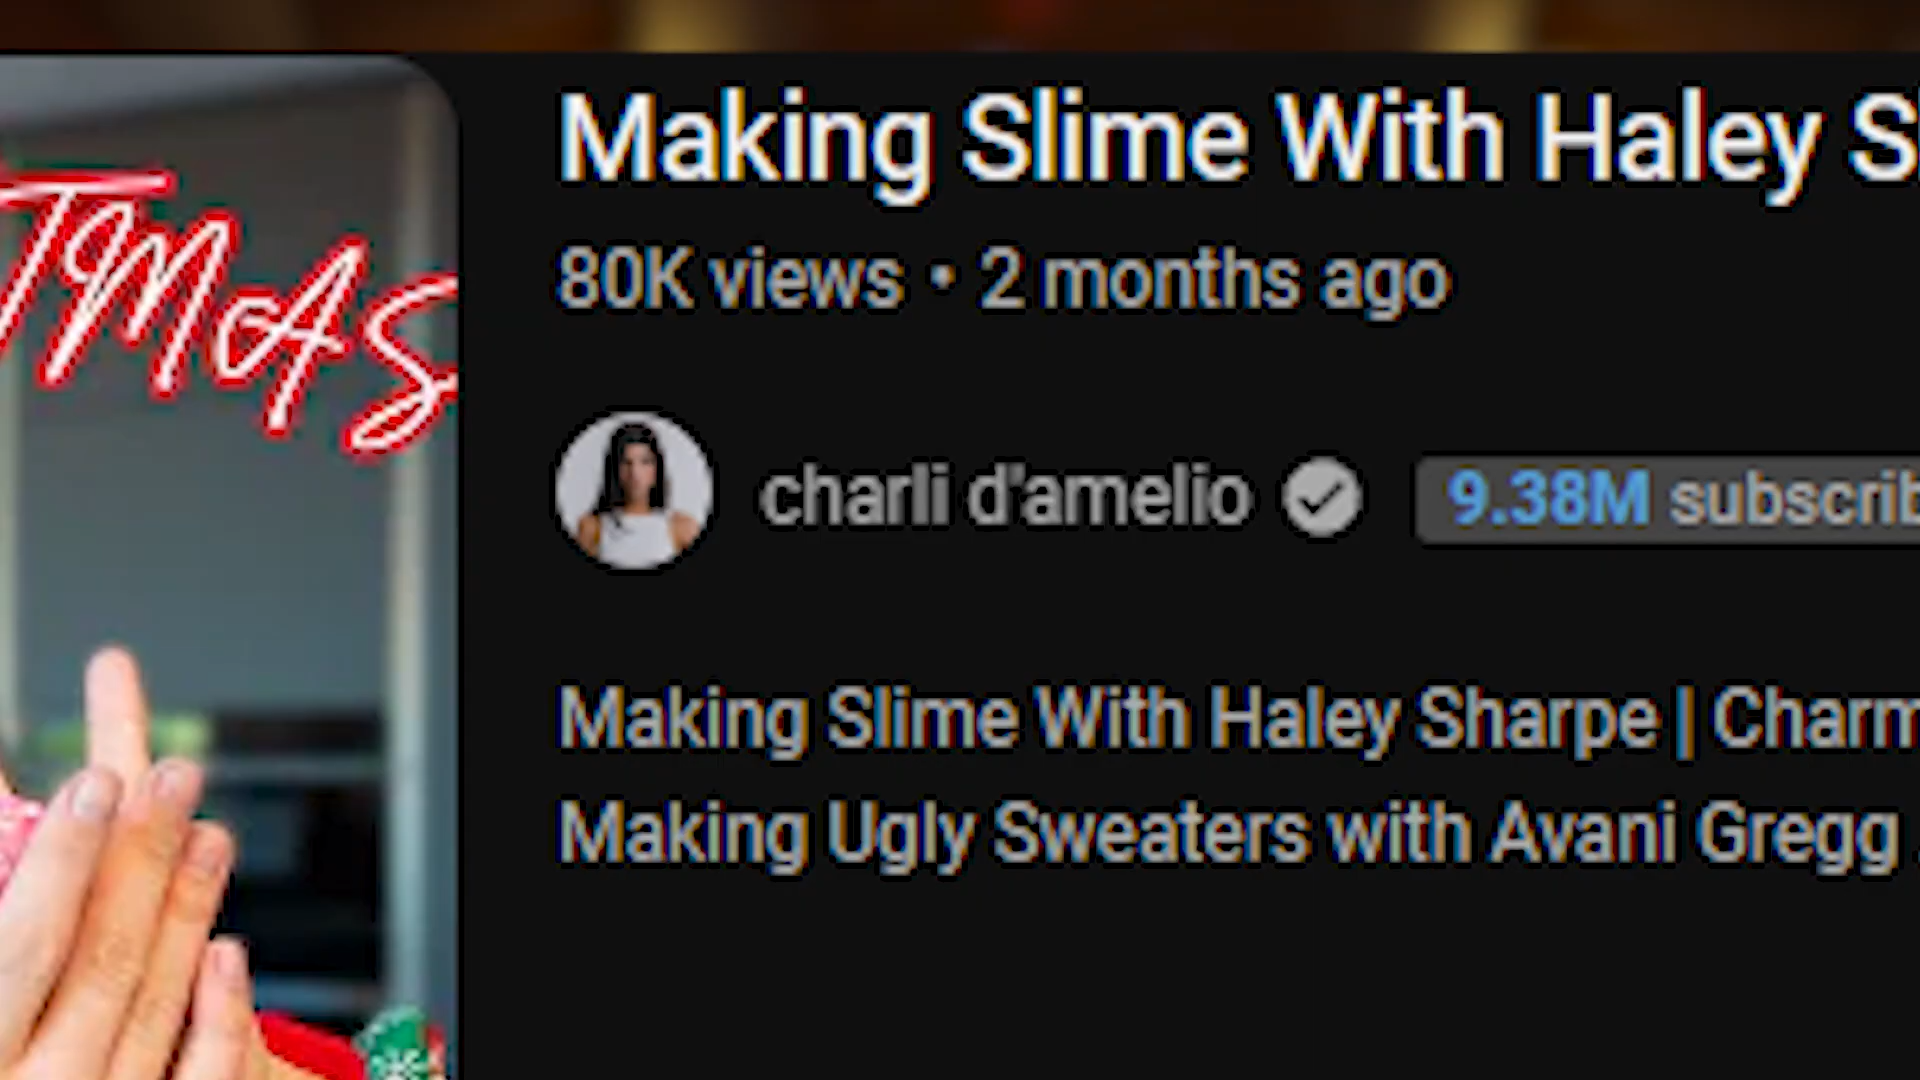 TMAS
Making Slime With Haley
80K views • 2 months ago
charli d'amelio
9.38M
Making Slime With Haley Sharpe |
Making Ugly Sweaters with Avani Gregg